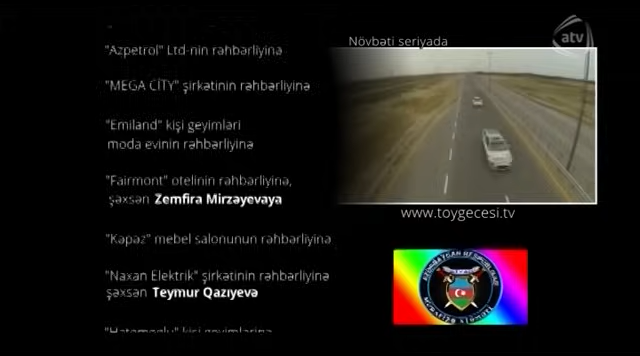 atv
Növbəti seriyada
"Azpetrol" Ltd-nin rəhbərliyinə
"MEGA CİTY" şirkətinin rəhbərliyinə
"Emiland" kişi geyimləri
moda evinin rəhbərliyinə
"Fairmont" otelinin rəhbərliyinə,
şəxsən Zemfira Mirzəyevaya
"Kəpəz" mebel salonunun rəhbərliyinə
"Naxan Elektrik" şirkətinin rəhbərliyinə
şəxsən Teymur Qazıyevə
www.toygecesi.tv